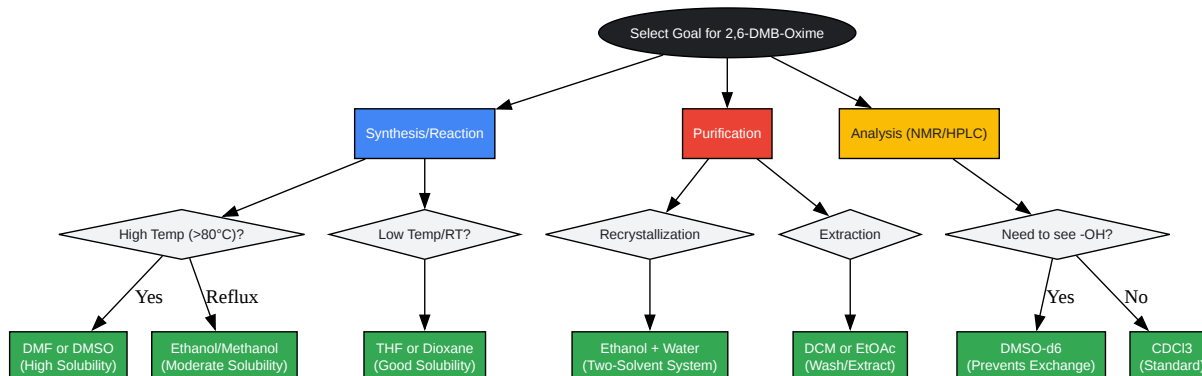 Select Goal for 2,6-DMB-Oxime
Synthesis/Reaction
Purification
Analysis (NMR/HPLC)
High Temp (>80°C)?
Low Temp/RT?
Recrystallization
Extraction
Need to see -OH?
Yes
Reflux
Yes
No
DMF or DMSO
(High Solubility)
Ethanol/Methanol
(Moderate Solubility)
THF or Dioxane
(Good Solubility)
Ethanol + Water
(Two-Solvent System)
DCM or EtOAc
(Wash/Extract)
DMSO-d6
(Prevents Exchange)
CDCl3
(Standard)